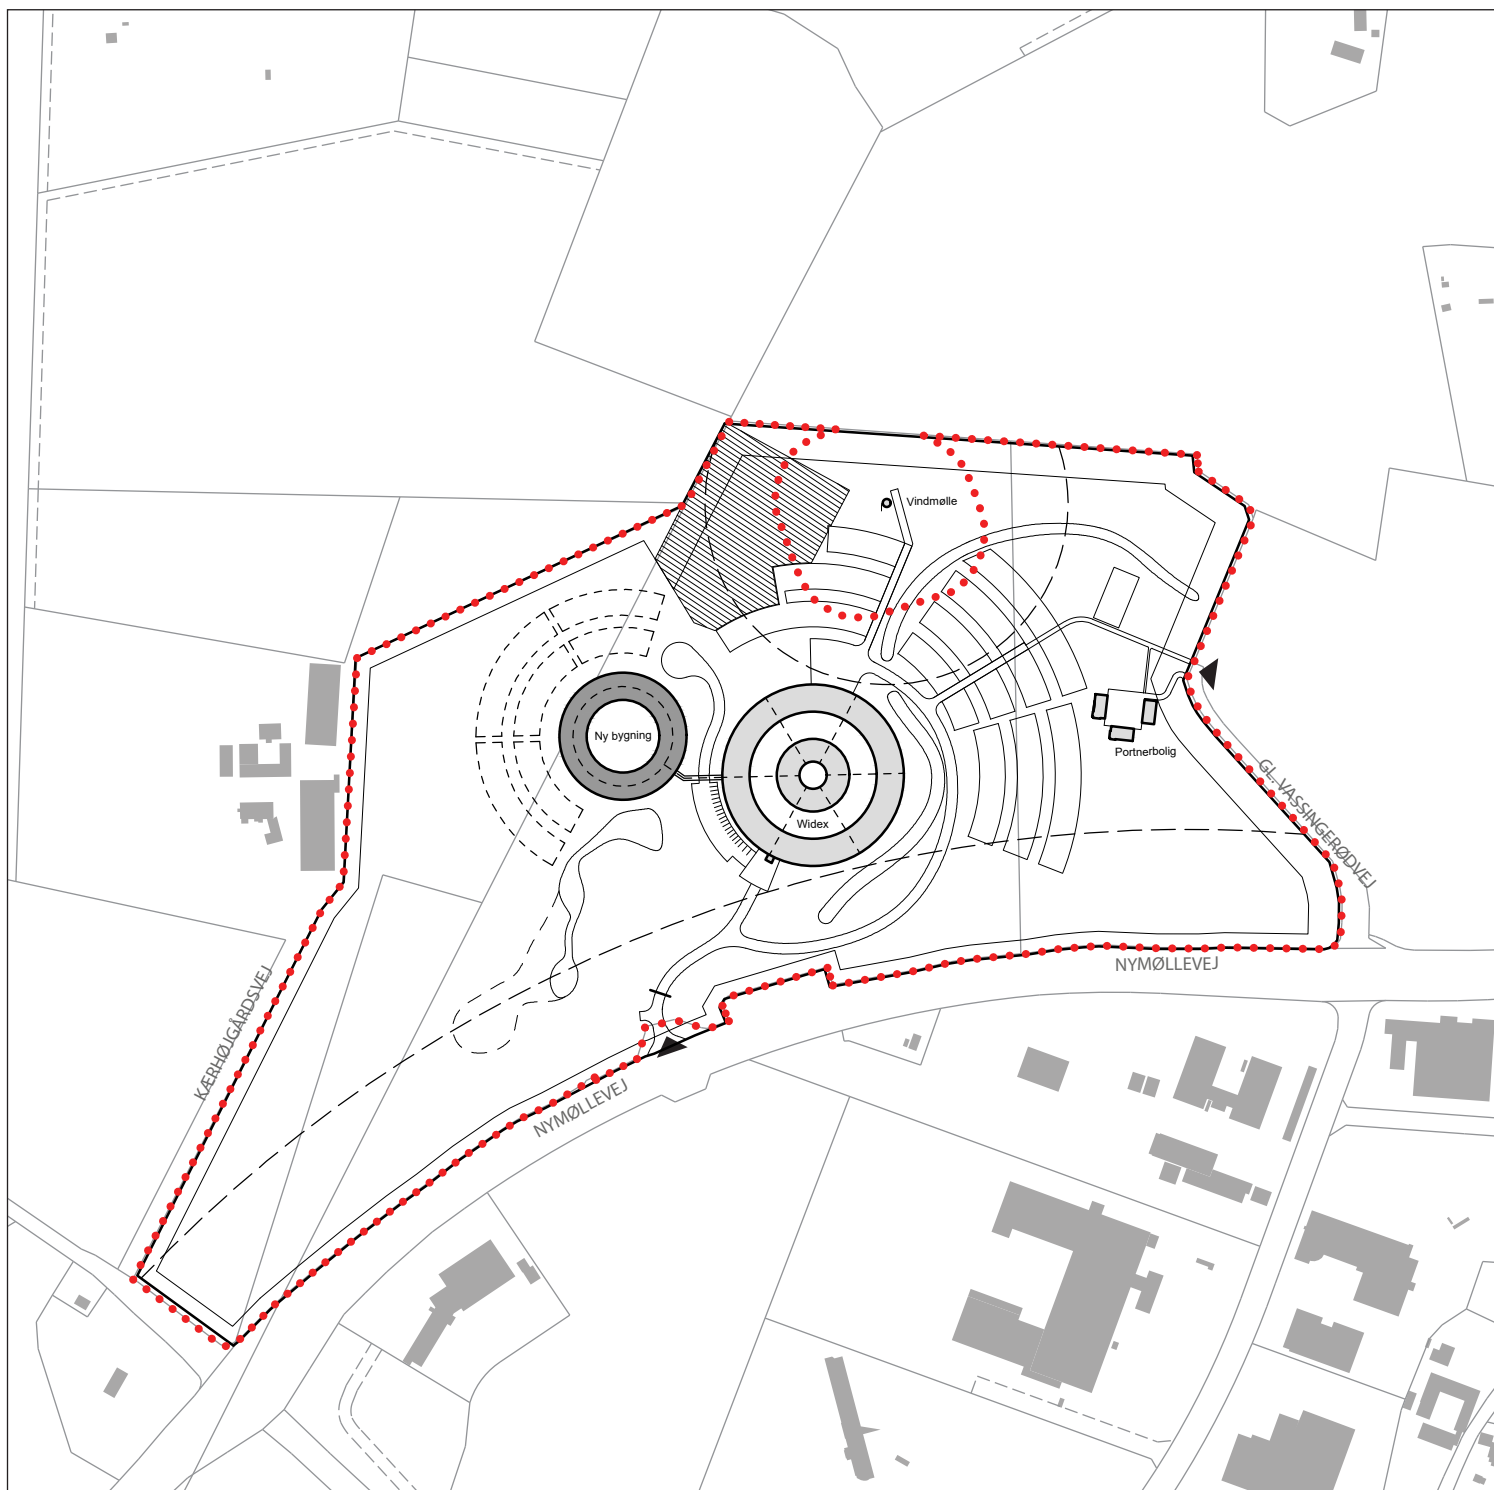 Vindmølle
Ny bygning
Portnerbolig
Widex
GL. VASSINGERØDVEJ
NYMØLLEVEJ
KÆRHØJGÅRDSVEJ
NYMØLLEVEJ